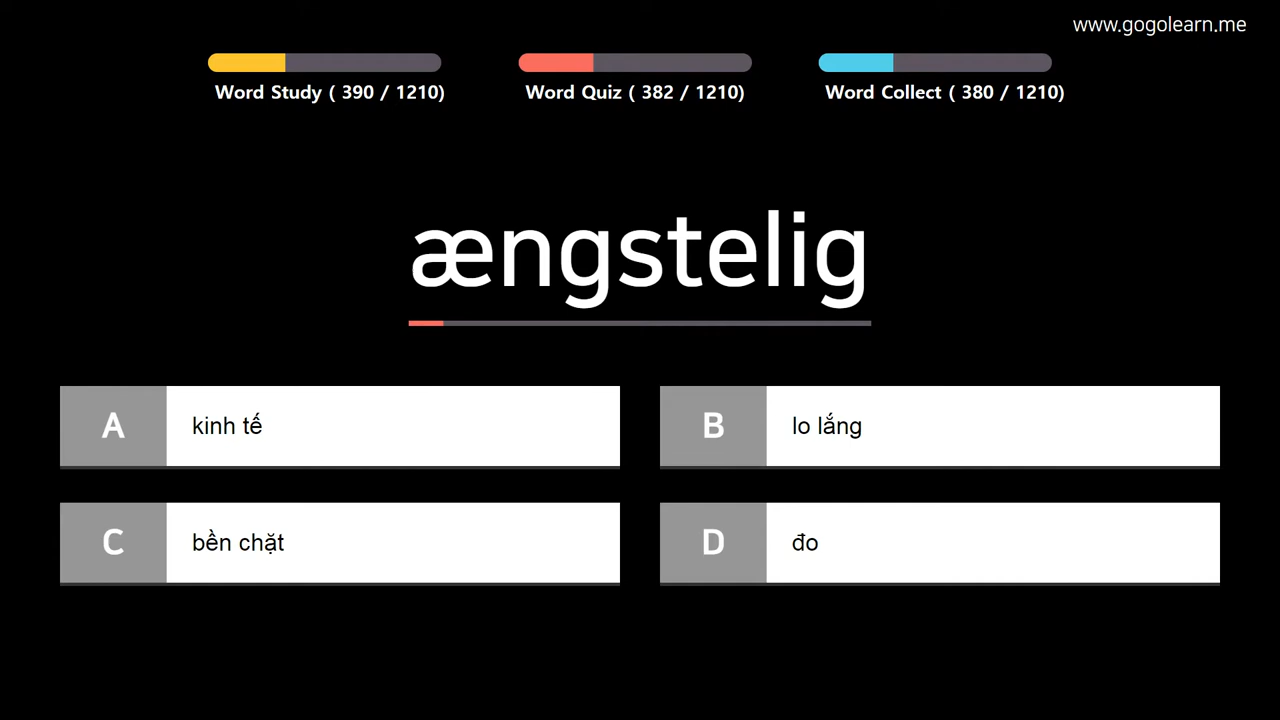 www.gogolearn.me
Word Study ( 390 / 1210)
Word Quiz ( 382 / 1210)
Word Collect ( 380 / 1210)
ængstelig
A kinh tế
B lo lắng
C bền chặt
D đo